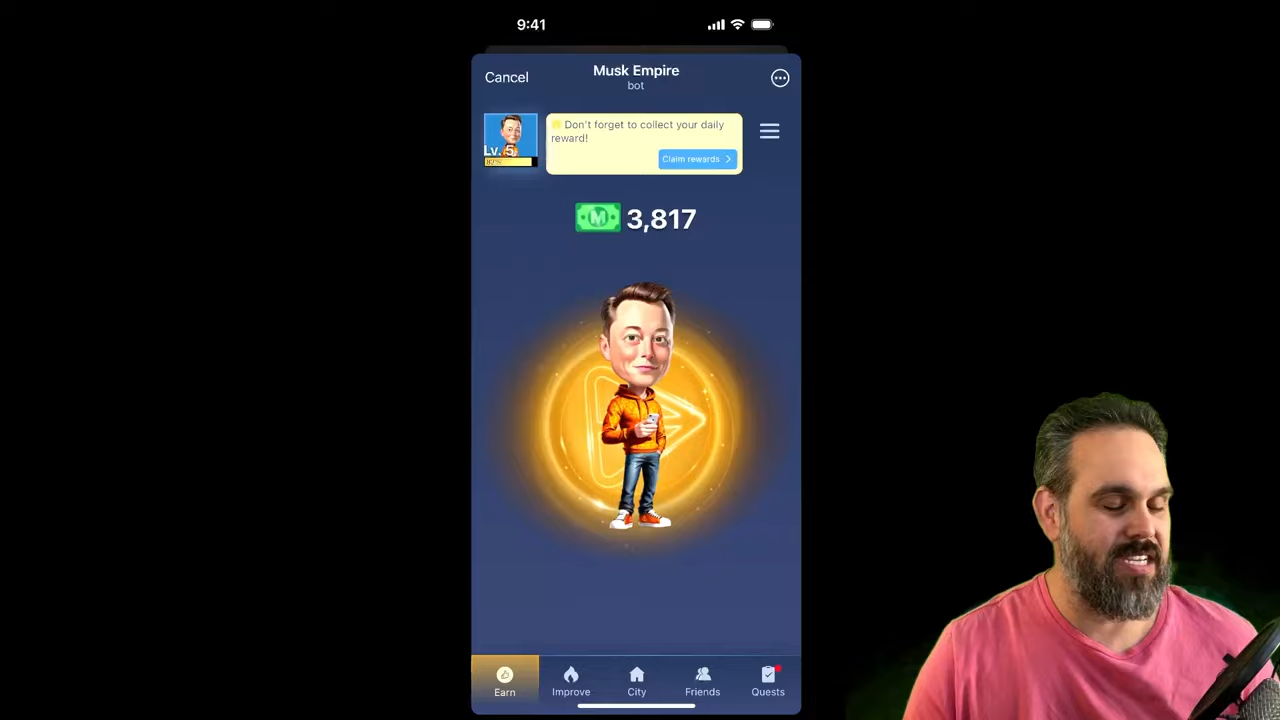 9:41
Cancel
Musk Empire
bot
Don't forget to collect your daily
reward!
Claim rewards
Lv. 5
82%
M 3,817
Earn
Improve
City
Friends
Quests